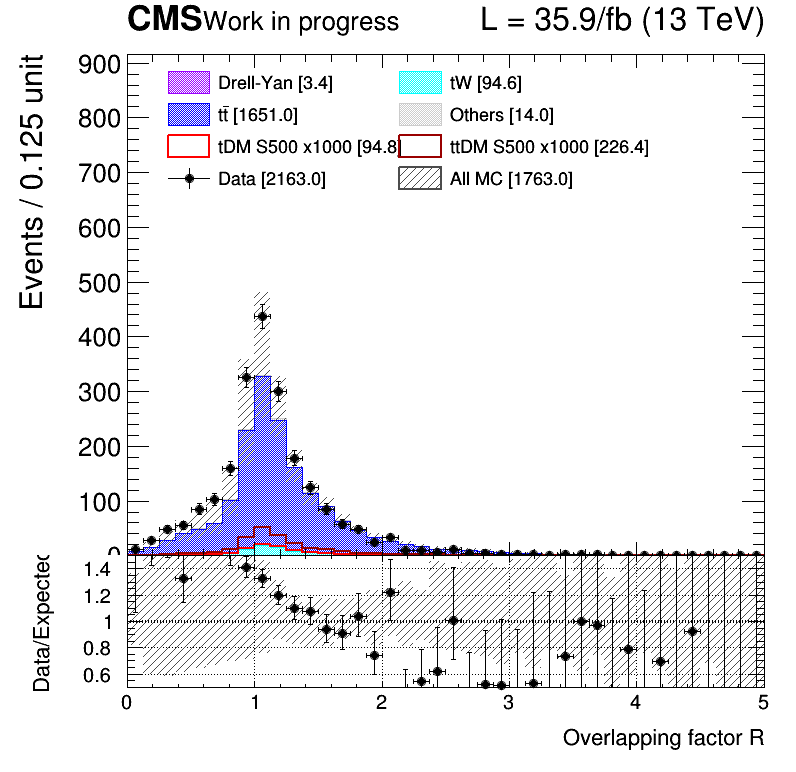 CMS Work in progress L = 35.9/fb (13 TeV)
Events / 0.125 unit
900
800
700
600
500
400
300
200
100
0
Drell-Yan [3.4] tW [94.6]
tt̄ [1651.0] Others [14.0]
tDM S500 x1000 [94.8] ttDM S500 x1000 [226.4]
Data [2163.0] All MC [1763.0]
Data/Expected
1.4
1.2
1
0.8
0.6
0 1 2 3 4 5
Overlapping factor R